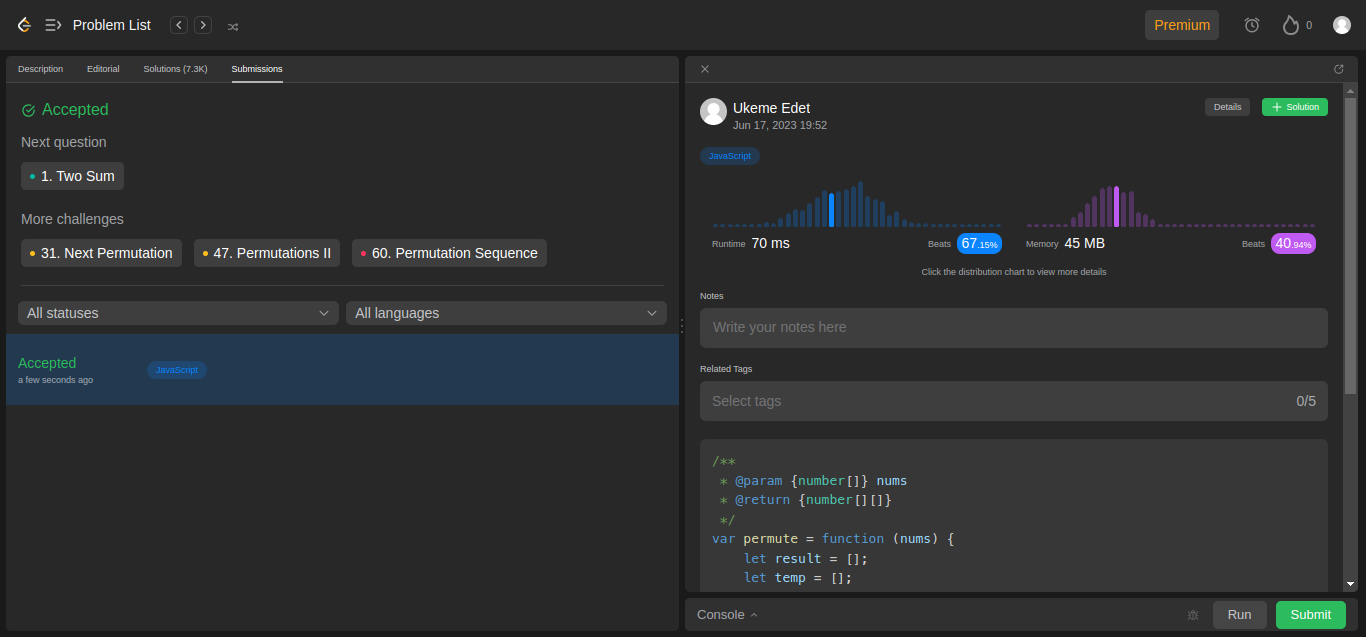 Problem List
Premium
0
Description Editorial Solutions (7.3K) Submissions
Accepted
Next question
1. Two Sum
More challenges
31. Next Permutation 47. Permutations II 60. Permutation Sequence
All statuses All languages
Accepted
a few seconds ago
JavaScript
Ukeme Edet
Jun 17, 2023 19:52
Details
Solution
JavaScript
Runtime 70 ms Beats 67.15%
Memory 45 MB Beats 40.94%
Click the distribution chart to view more details
Notes
Write your notes here
Related Tags
Select tags 0/5
/**
 * @param {number[]} nums
 * @return {number[][]}
 */
var permute = function (nums) {
    let result = [];
    let temp = [];
Console
Run
Submit